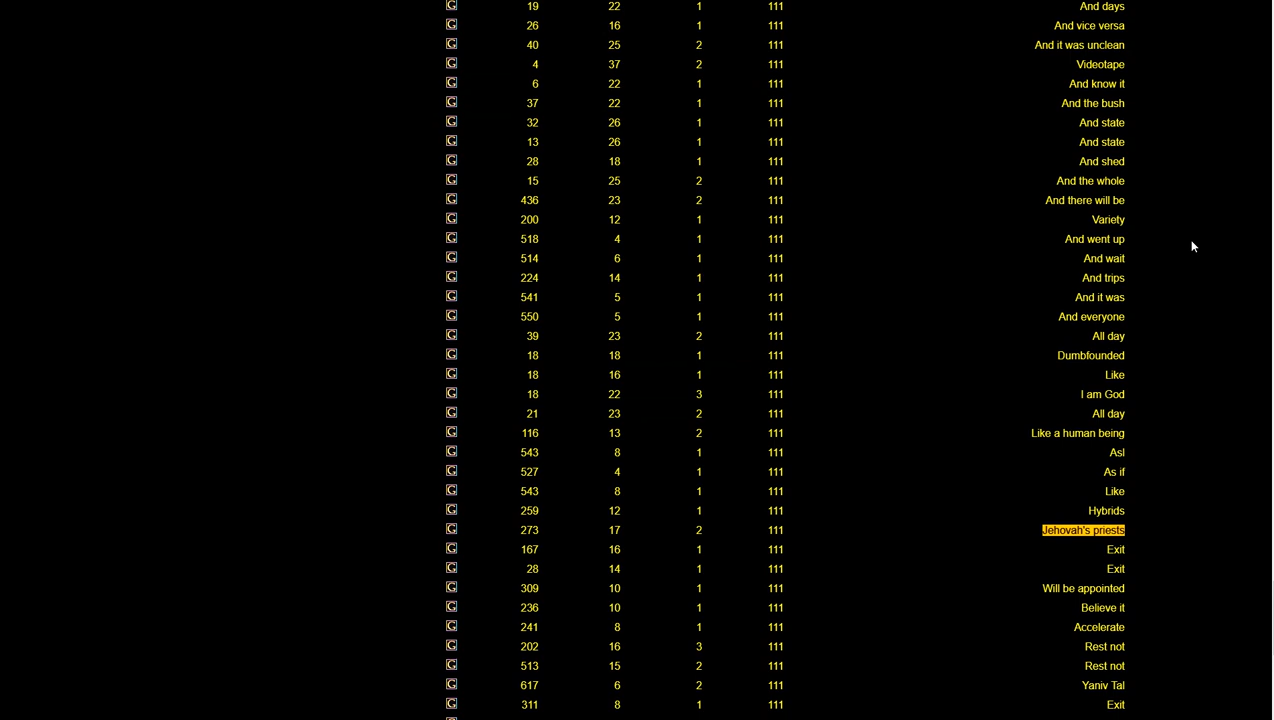 G 19 22 1 111 And days
G 26 16 1 111 And vice versa
G 40 25 2 111 And it was unclean
G 4 37 2 111 Videotape
G 6 22 1 111 And know it
G 37 22 1 111 And the bush
G 32 26 1 111 And state
G 13 26 1 111 And state
G 28 18 1 111 And shed
G 15 25 2 111 And the whole
G 436 23 2 111 And there will be
G 200 12 1 111 Variety
G 518 4 1 111 And went up
G 514 6 1 111 And wait
G 224 14 1 111 And trips
G 541 5 1 111 And it was
G 550 5 1 111 And everyone
G 39 23 2 111 All day
G 18 18 1 111 Dumbfounded
G 18 16 1 111 Like
G 18 22 3 111 I am God
G 21 23 2 111 All day
G 116 13 2 111 Like a human being
G 543 8 1 111 Asl
G 527 4 1 111 As if
G 543 8 1 111 Like
G 259 12 1 111 Hybrids
G 273 17 2 111 Jehovah's priests
G 167 16 1 111 Exit
G 28 14 1 111 Exit
G 309 10 1 111 Will be appointed
G 236 10 1 111 Believe it
G 241 8 1 111 Accelerate
G 202 16 3 111 Rest not
G 513 15 2 111 Rest not
G 617 6 2 111 Yaniv Tal
G 311 8 1 111 Exit